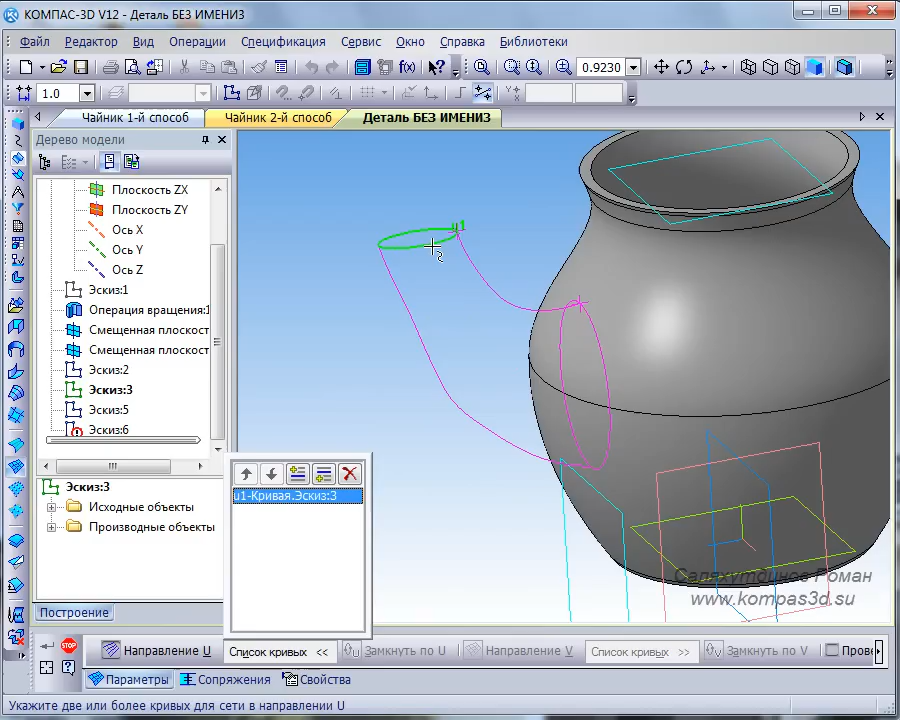 КОМПАС-3D V12 - Деталь БЕЗ ИМЕНИ3
Файл Редактор Вид Операции Спецификация Сервис Окно Справка Библиотеки
f(x) 0.9230
1.0
Чайник 1-й способ Чайник 2-й способ Деталь БЕЗ ИМЕНИ3
Дерево модели
Плоскость ZX
Плоскость ZY
Ось X
Ось Y
Ось Z
Эскиз:1
Операция вращения:1
Смещенная плоскост
Смещенная плоскост
Эскиз:2
Эскиз:3
Эскиз:5
Эскиз:6
u1
Эскиз:3
Исходные объекты
Производные объекты
u1-Кривая.Эскиз:3
Построение
Саляхутдинов Роман
www.kompas3d.su
STOP Направление U Список кривых << Замкнуть по U Направление V Список кривых >> Замкнуть по V Прове
Параметры Сопряжения Свойства
Укажите две или более кривых для сети в направлении U